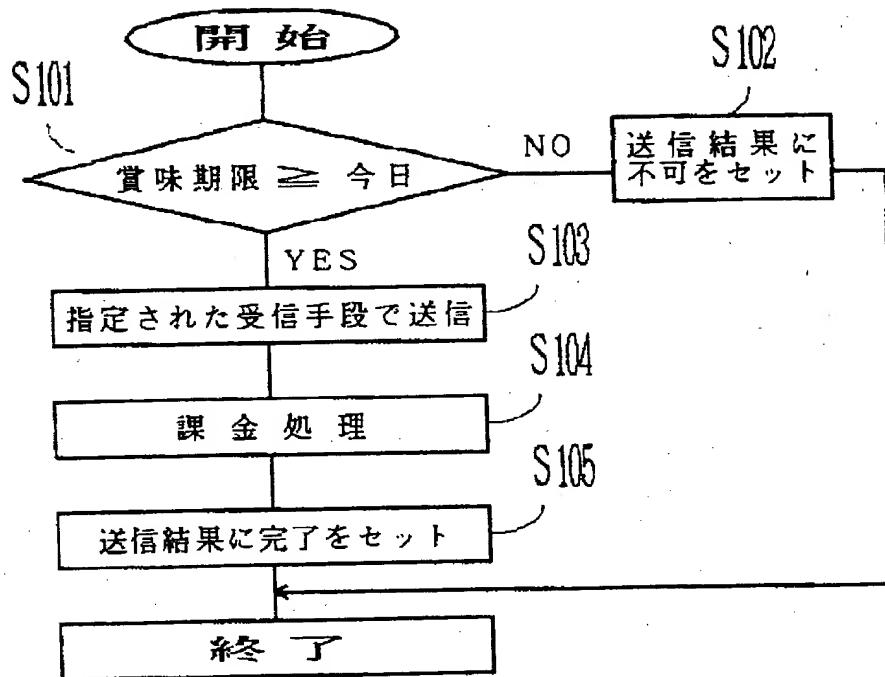 開始
S101
S102
賞味期限 ≧ 今日
NO
送信結果に
不可をセット
YES
S103
指定された受信手段で送信
S104
課金処理
S105
送信結果に完了をセット
終了